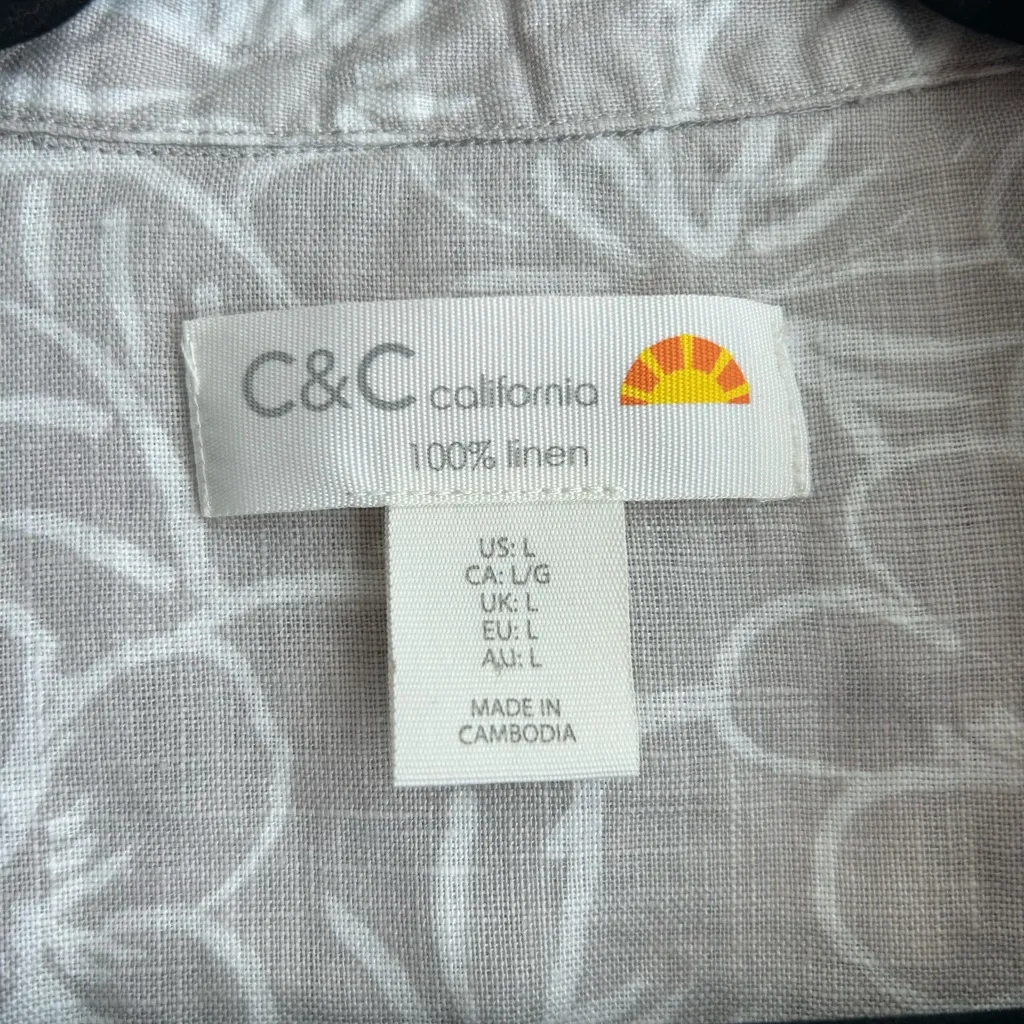 C&C california
100% linen
US: L
CA: L/G
UK: L
EU: L
AU: L
MADE IN
CAMBODIA